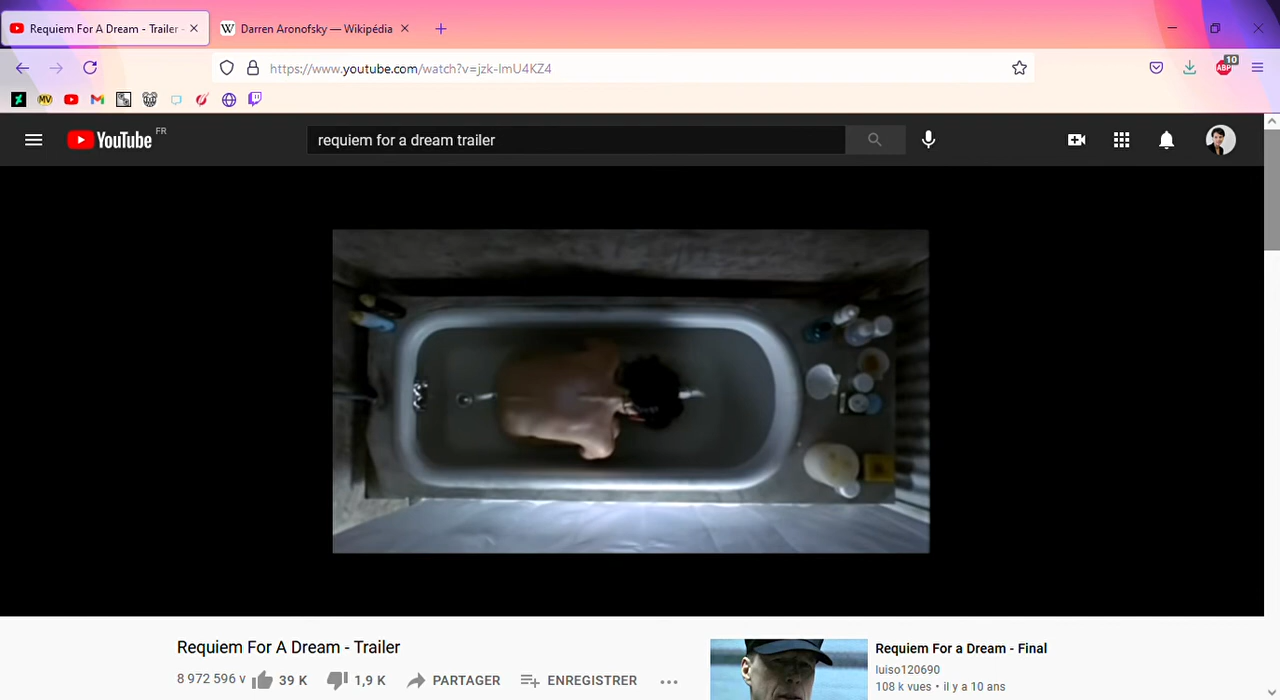 Requiem For A Dream - Trailer -
Darren Aronofsky — Wikipédia
https://www.youtube.com/watch?v=jzk-lmU4KZ4
ABP
10
MV
YouTube FR
requiem for a dream trailer
Requiem For A Dream - Trailer
8 972 596 v
39 K
1,9 K
PARTAGER
ENREGISTRER
Requiem For a Dream - Final
luiso120690
108 k vues • il y a 10 ans